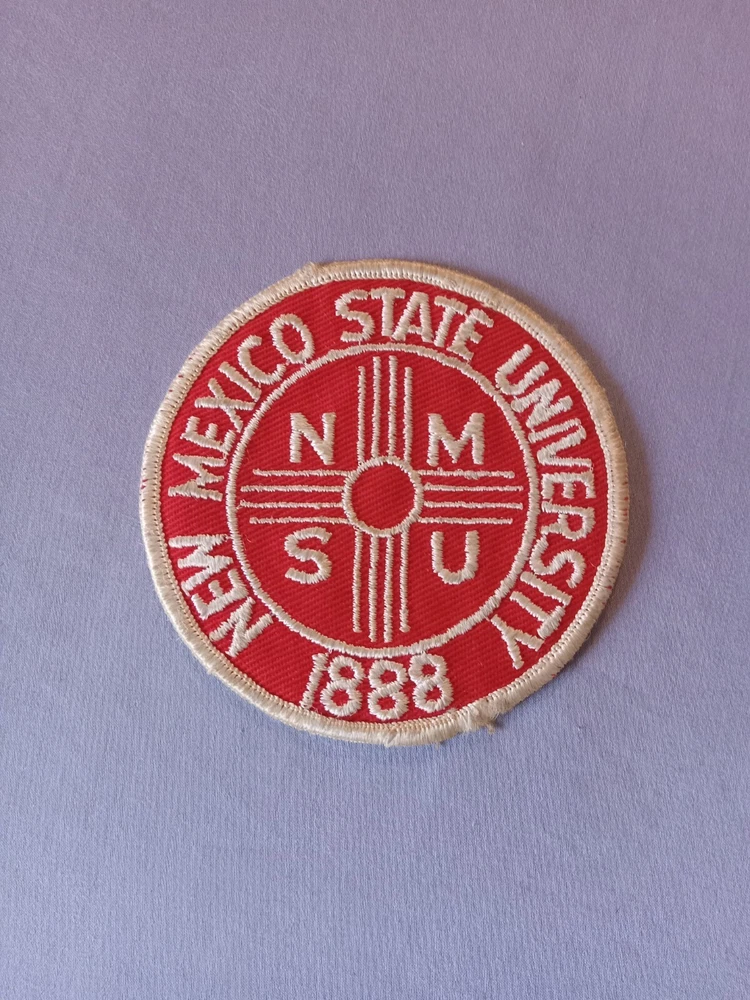 NEW MEXICO STATE UNIVERSITY
N M
S U
1888